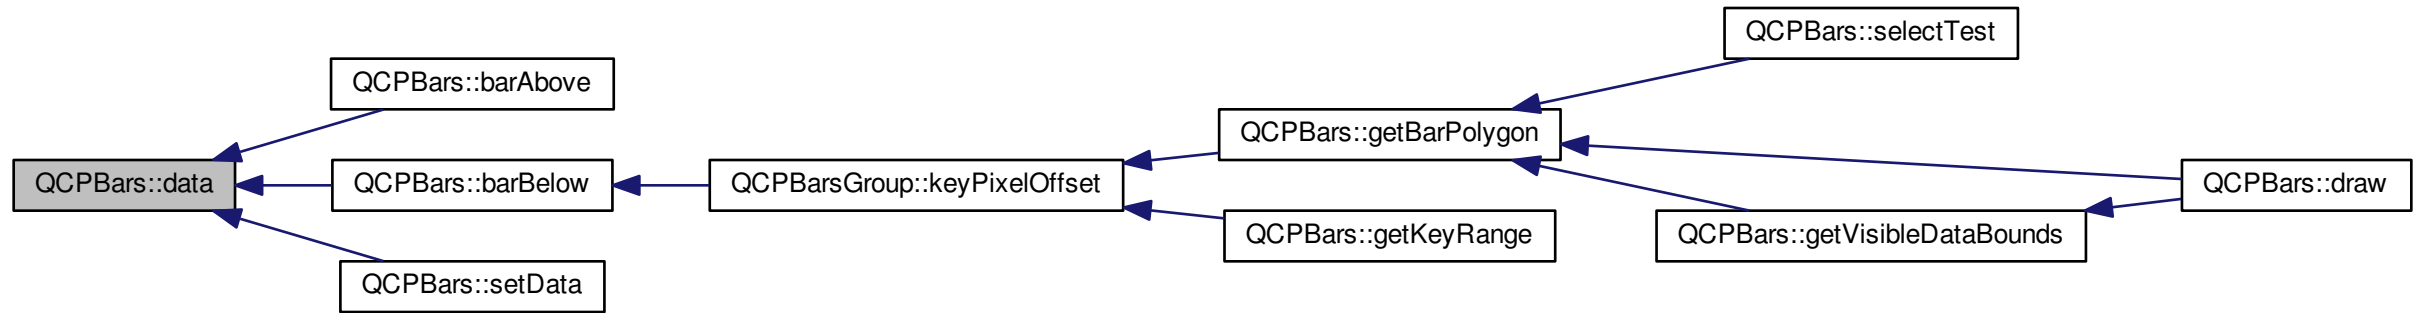 QCPBars::data
QCPBars::barAbove
QCPBars::barBelow
QCPBars::setData
QCPBarsGroup::keyPixelOffset
QCPBars::getBarPolygon
QCPBars::getKeyRange
QCPBars::selectTest
QCPBars::getVisibleDataBounds
QCPBars::draw